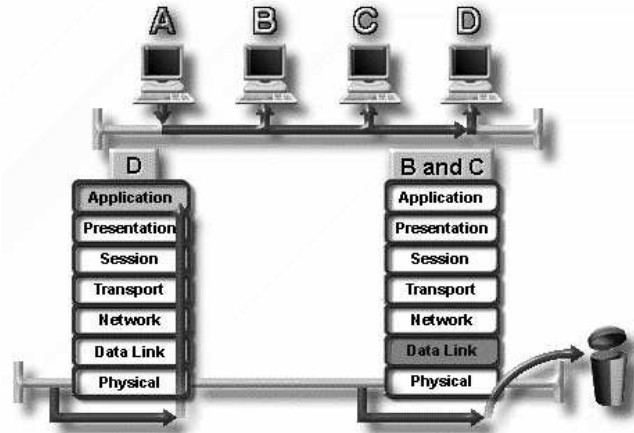 A B C D
D
Application
Presentation
Session
Transport
Network
Data Link
Physical
B and C
Application
Presentation
Session
Transport
Network
Data Link
Physical